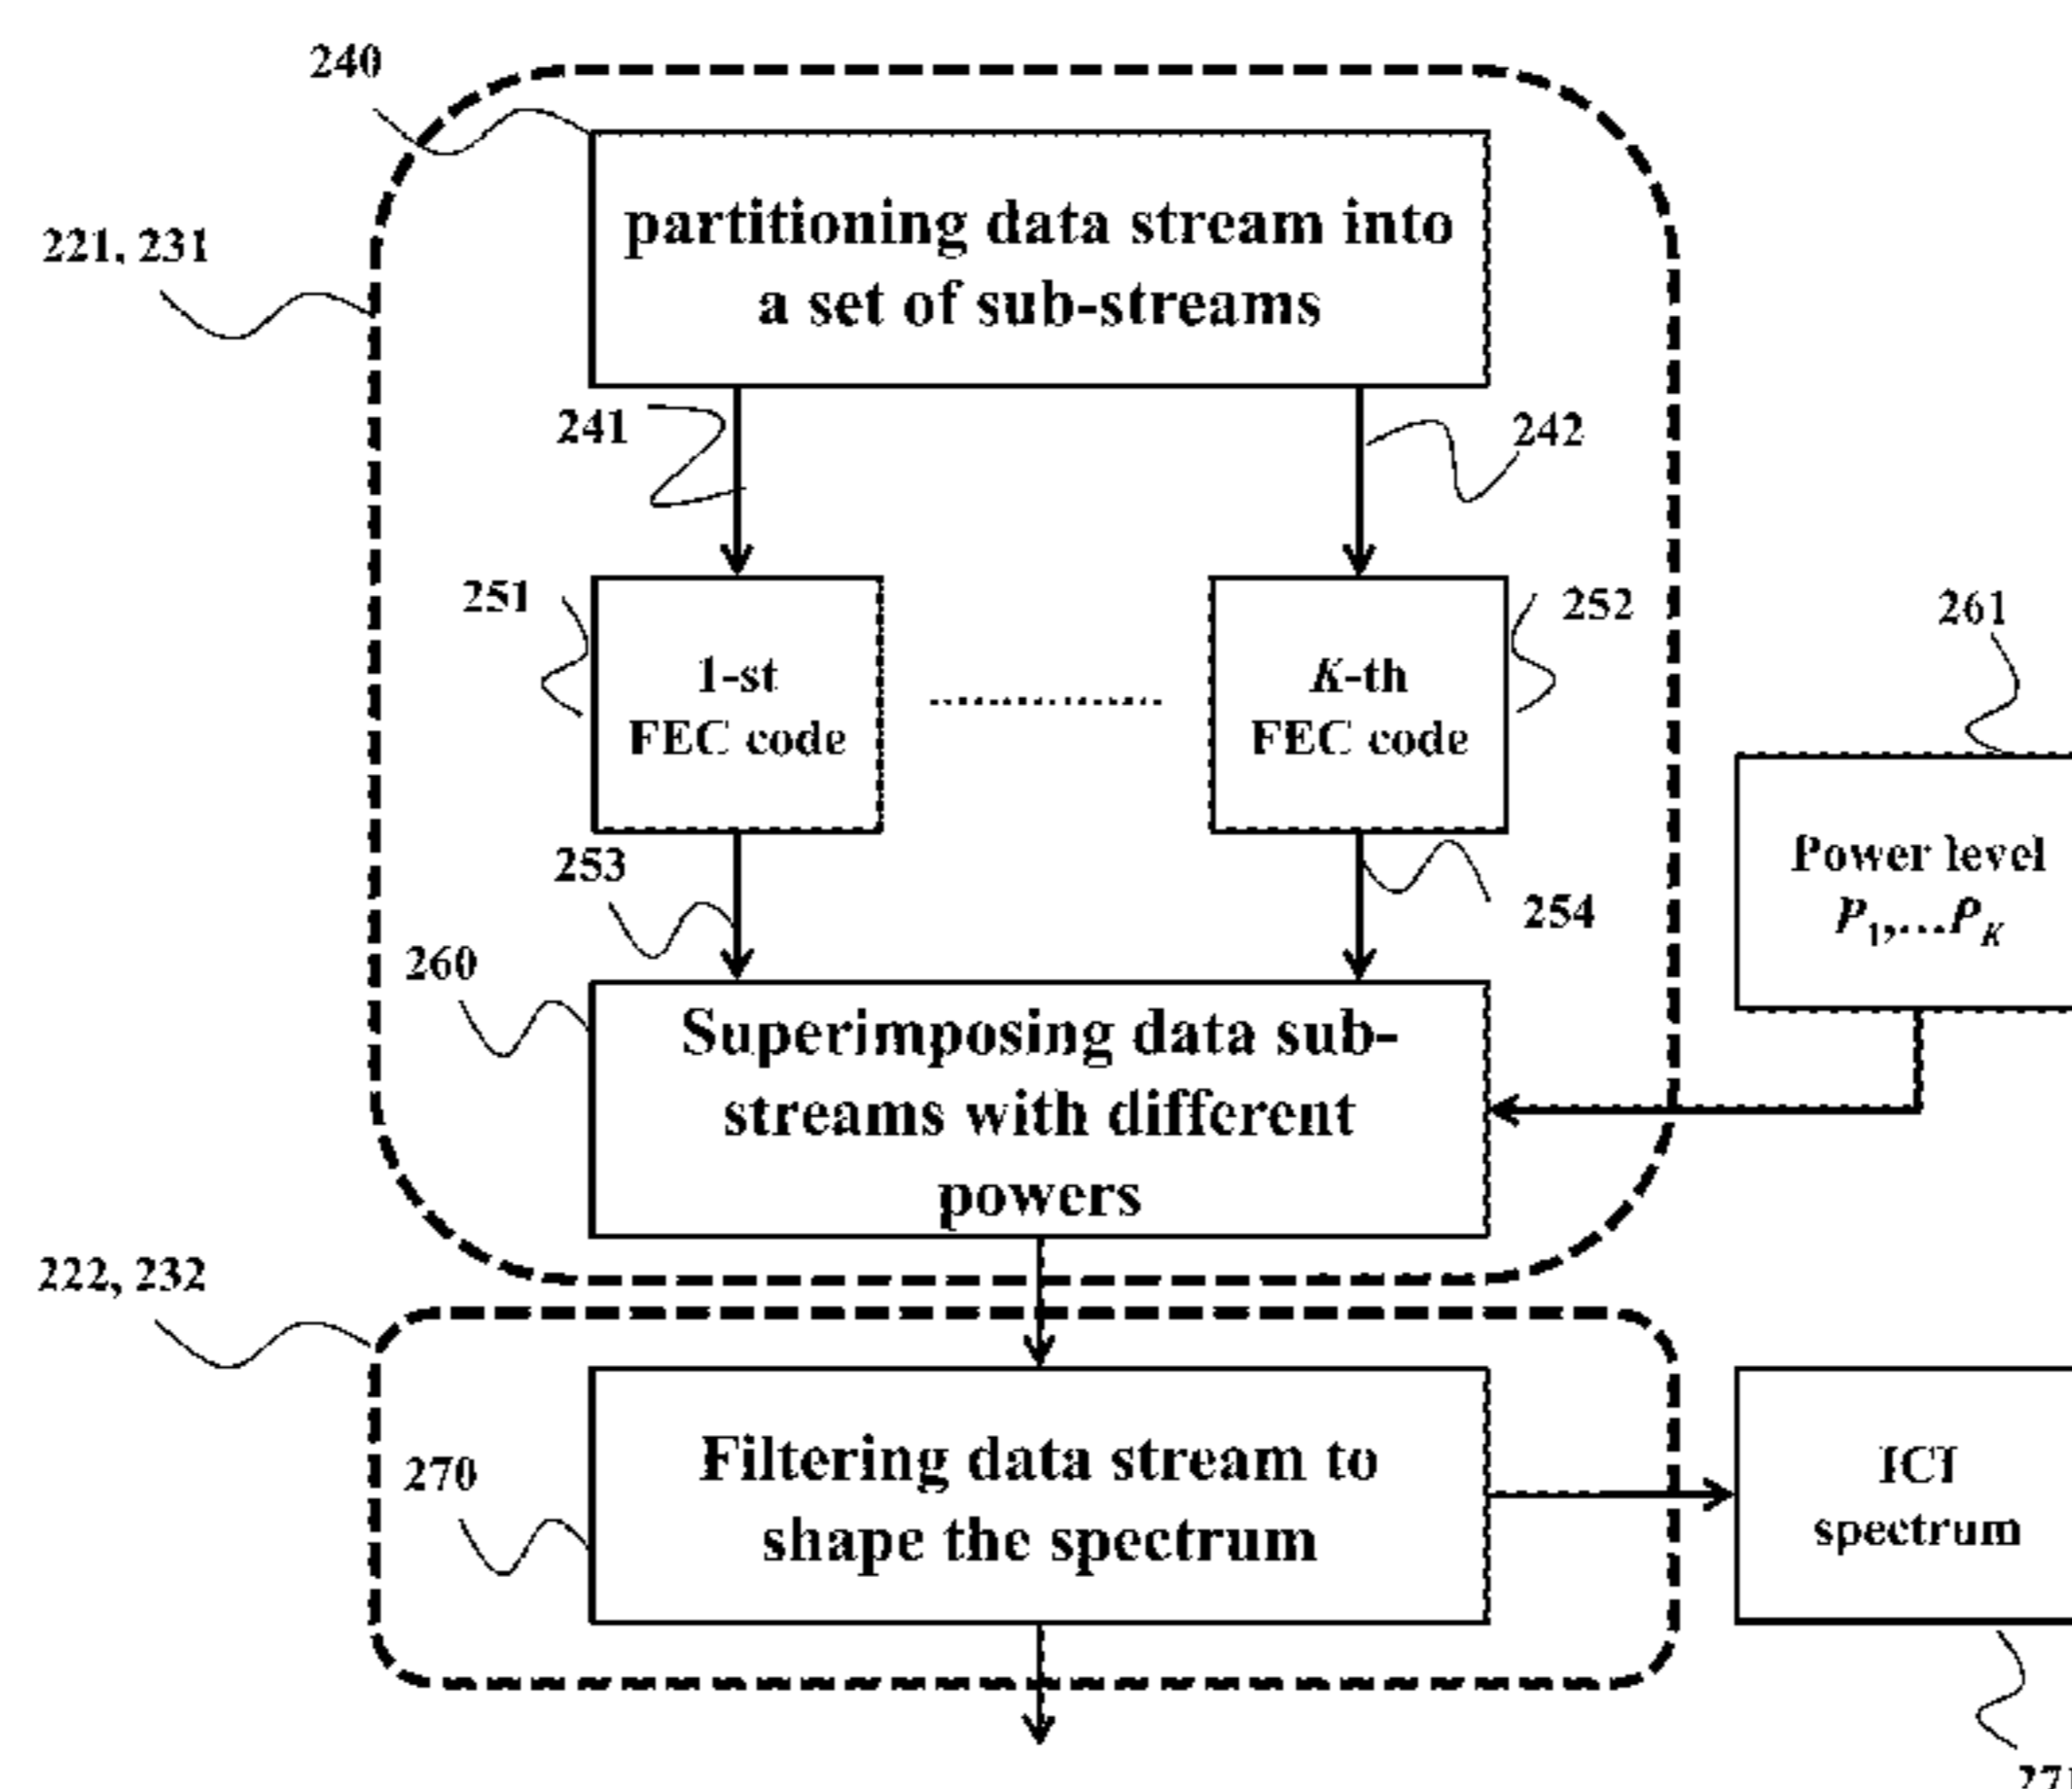 240
partitioning data stream into
a set of sub-streams
221, 231
241
242
251
1-st
FEC code
K-th
FEC code
252
261
Power level
P1,...PK
253
254
260
Superimposing data sub-
streams with different
powers
222, 232
270
Filtering data stream to
shape the spectrum
ICI
spectrum